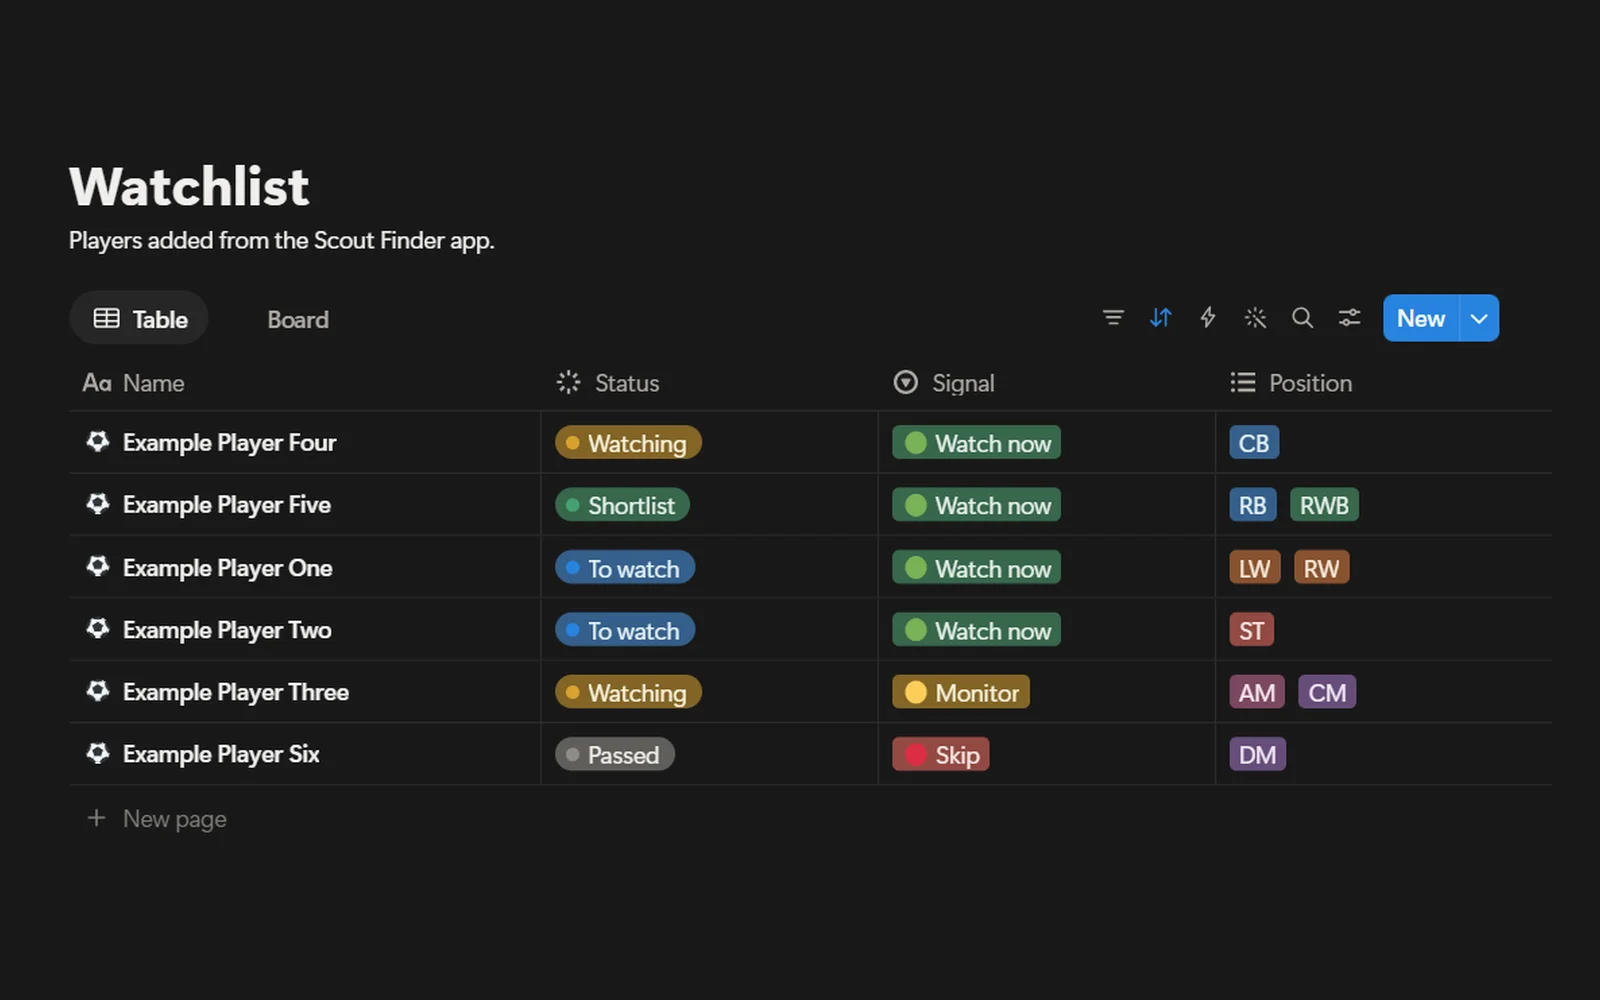 Watchlist
Players added from the Scout Finder app.
Table Board New
Aa Name Status Signal Position
Example Player Four Watching Watch now CB
Example Player Five Shortlist Watch now RB RWB
Example Player One To watch Watch now LW RW
Example Player Two To watch Watch now ST
Example Player Three Watching Monitor AM CM
Example Player Six Passed Skip DM
+ New page